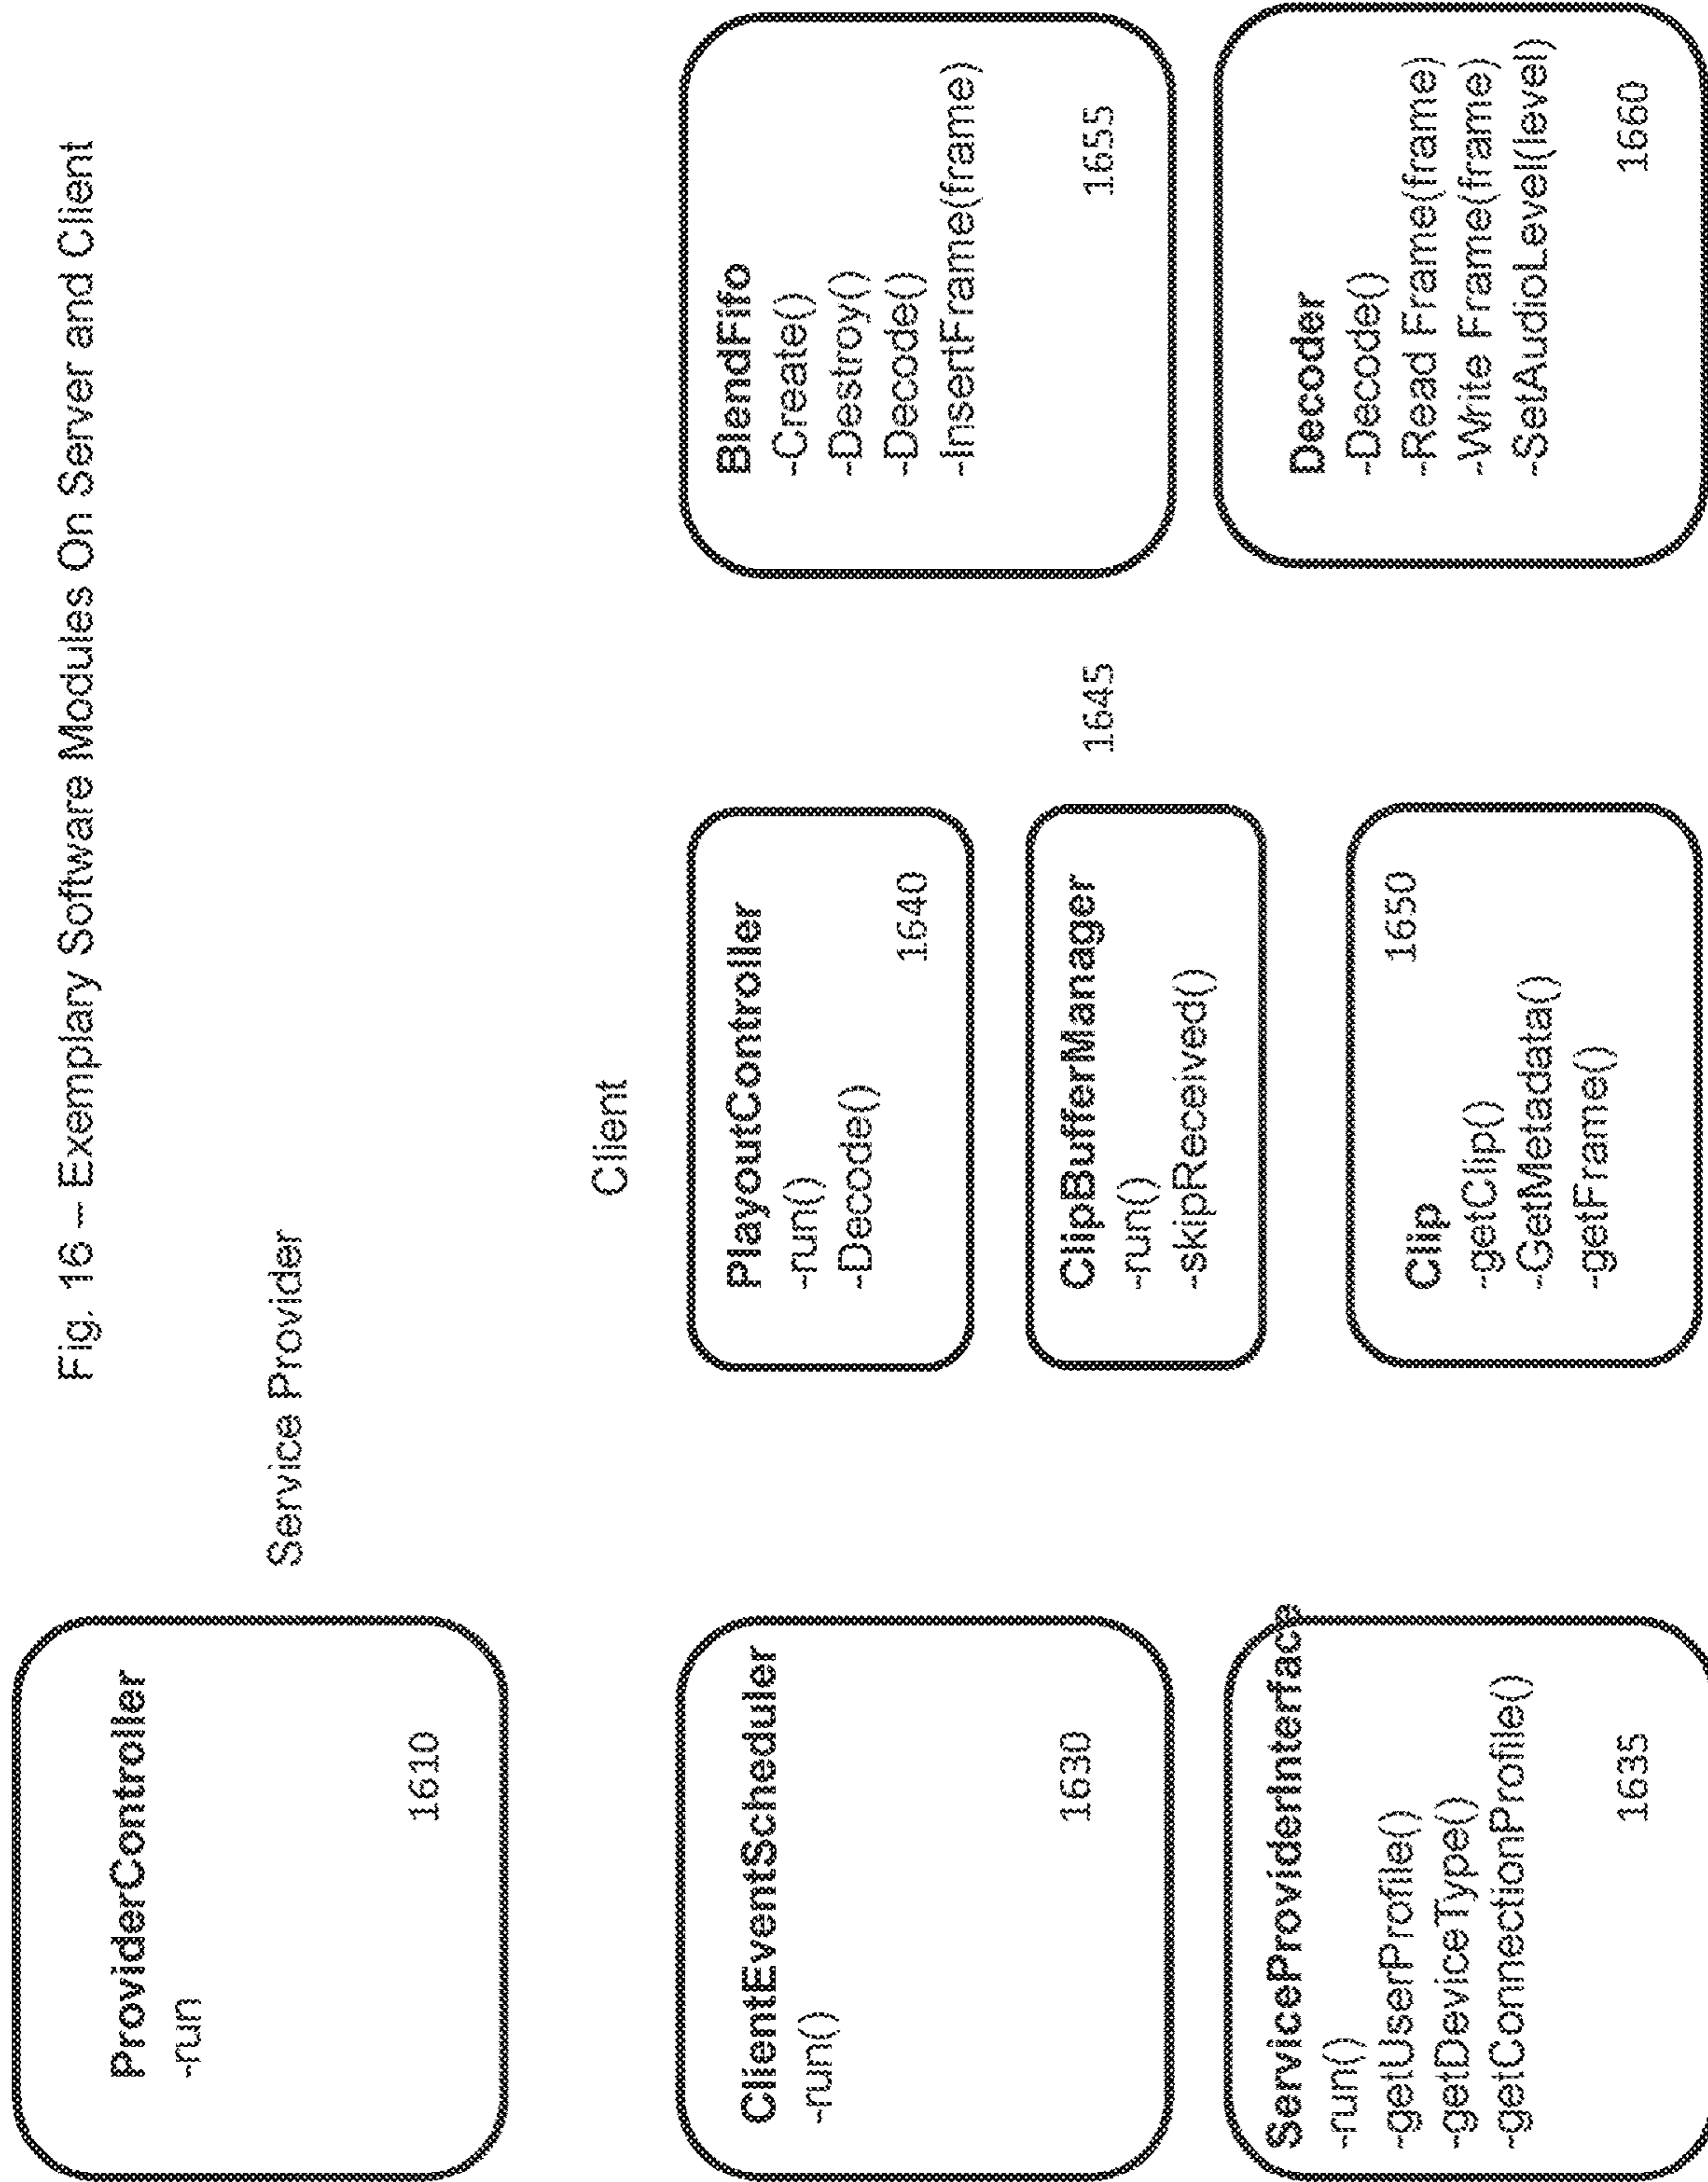 Fig. 16 – Exemplary Software Modules On Server and Client
ProviderController
-run
1610
Service Provider
Client
ClientEventScheduler
-run()
1630
ServiceProviderInterface
-run()
-getUserProfile()
-getDeviceType()
-getConnectionProfile()
1635
PlayoutController
-run()
-Decode()
1640
ClipBufferManager
-run()
-skipReceived()
1645
Clip
-getClip()
-GetMetadata()
-getFrame()
1650
BlendFifo
-Create()
-Destroy()
-Decode()
-InsertFrame(frame)
1655
Decoder
-Decode()
-Read Frame(frame)
-Write Frame(frame)
-SetAudioLevel(level)
1660